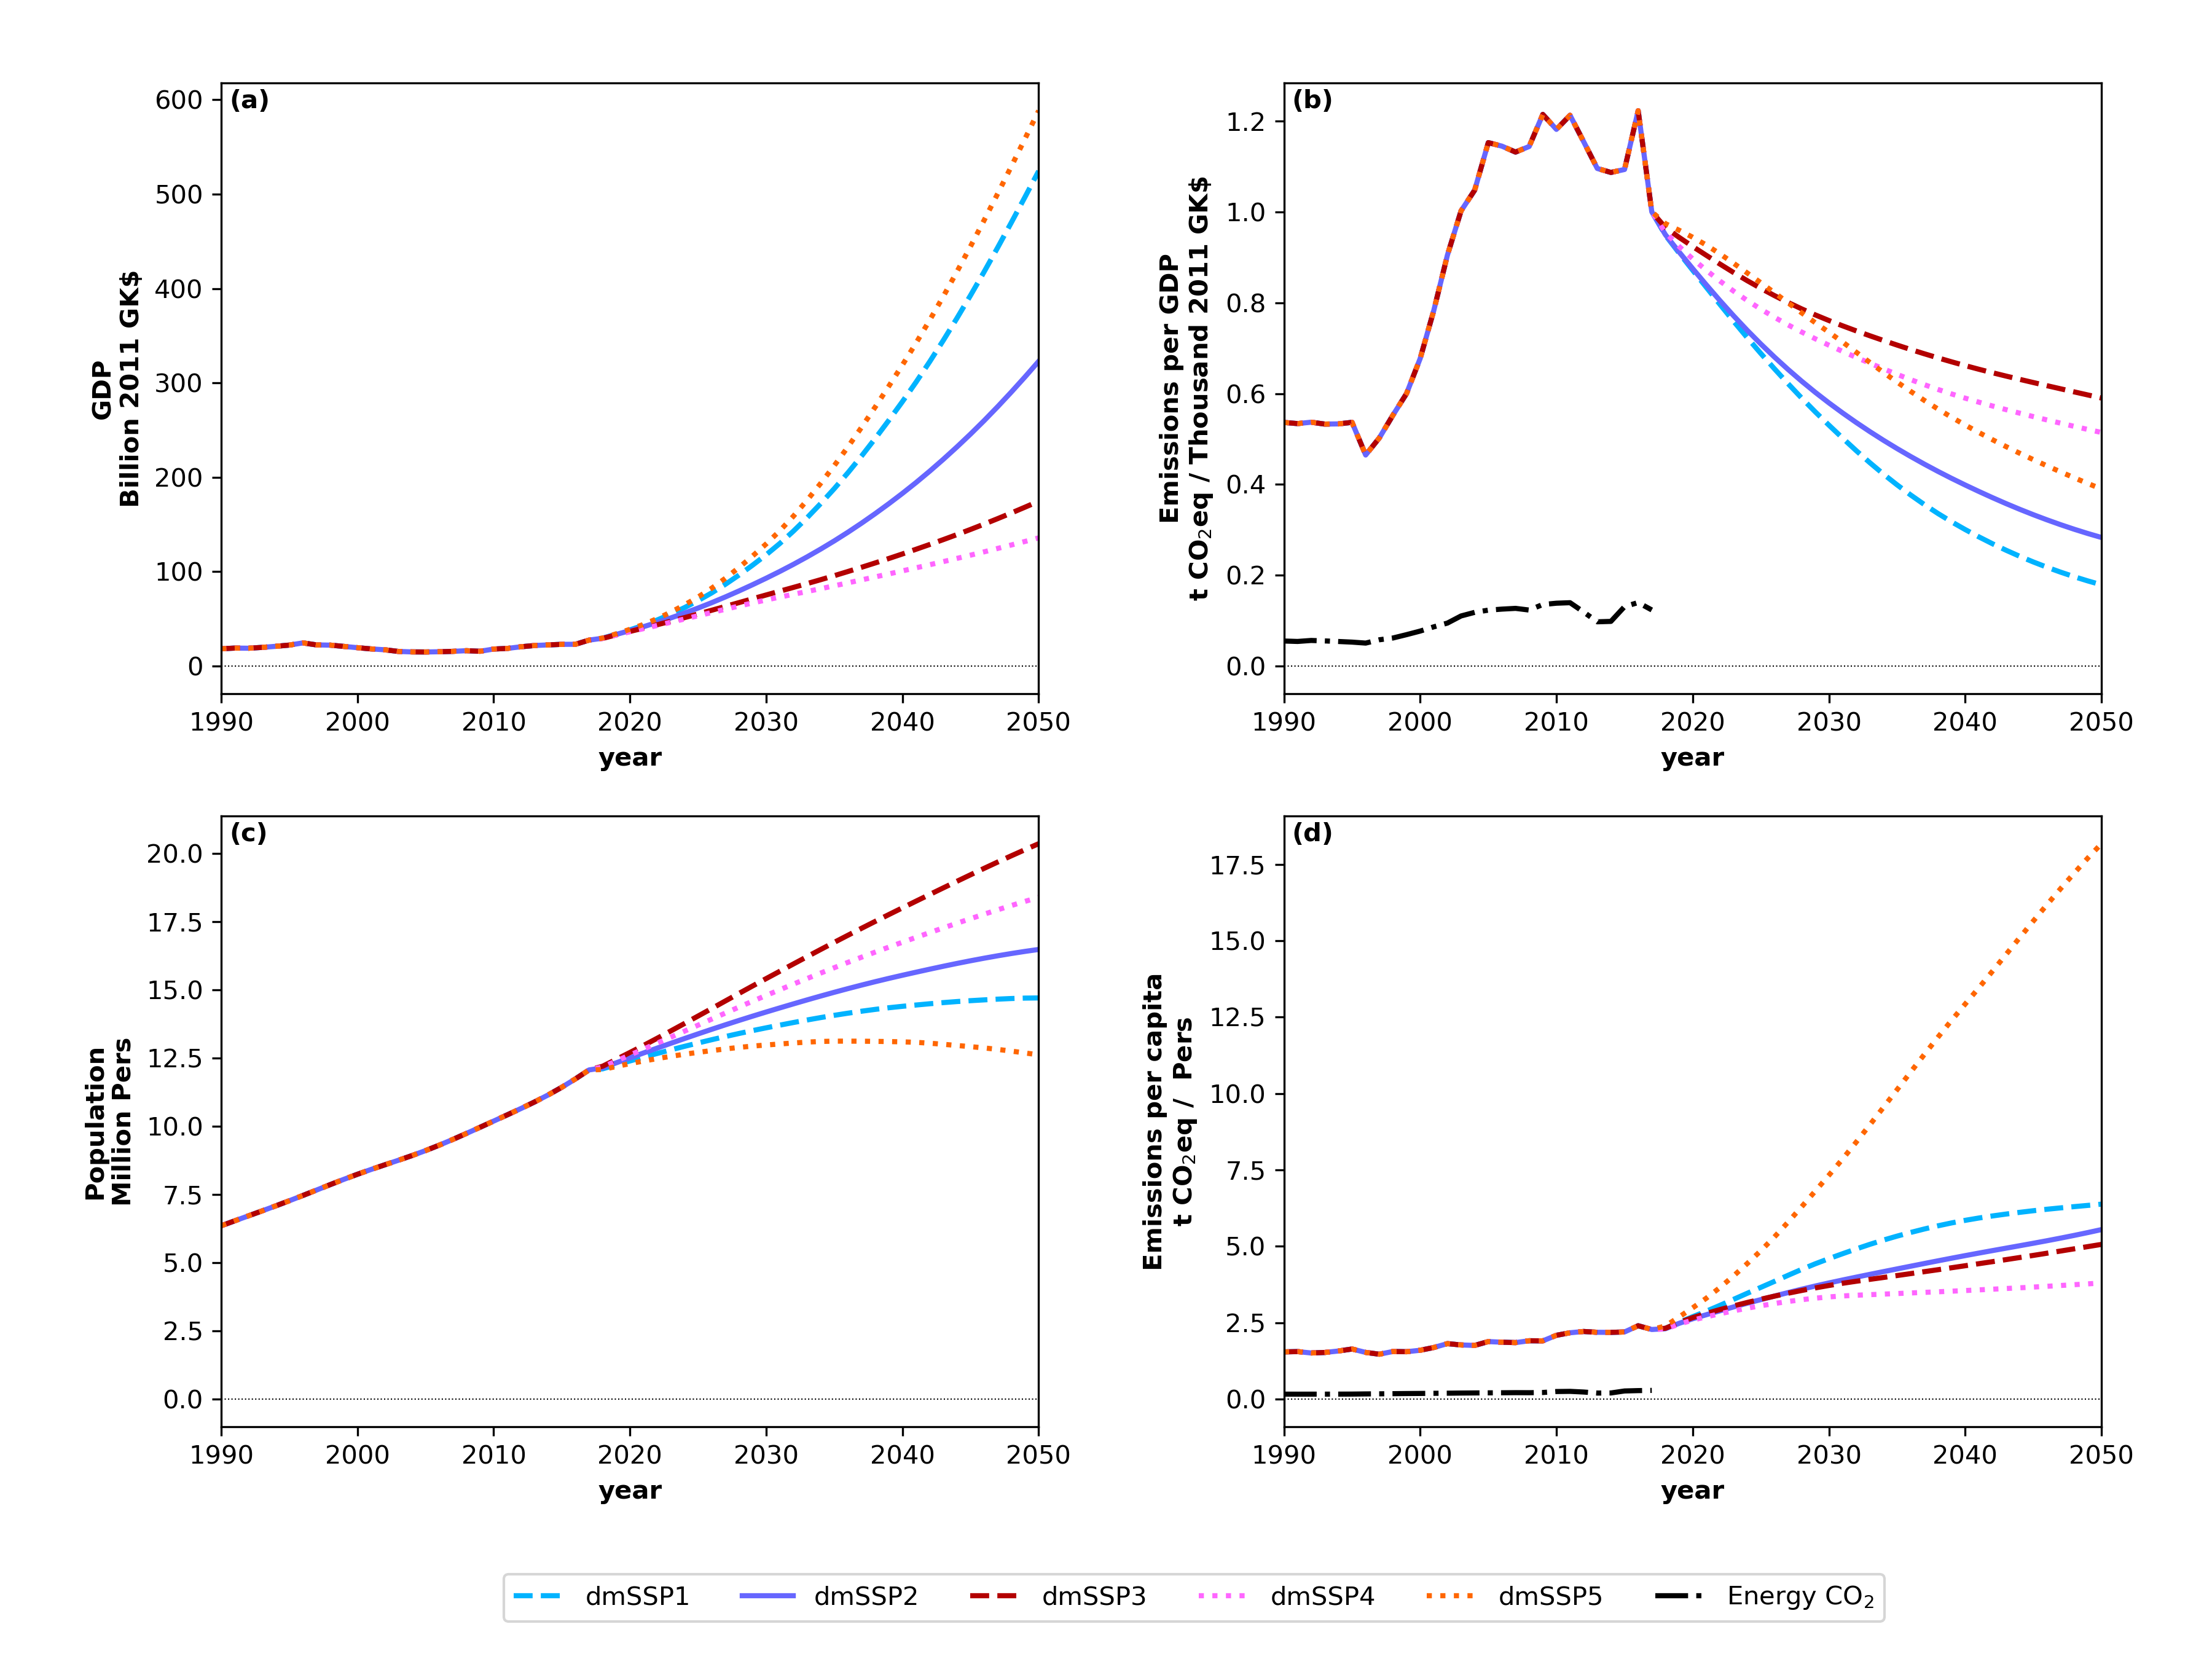 (a)
600
500
400
300
200
100
0
GDP
Billion 2011 GK$
1990 2000 2010 2020 2030 2040 2050
year
(b)
1.2
1.0
0.8
0.6
0.4
0.2
0.0
Emissions per GDP
t CO₂eq / Thousand 2011 GK$
1990 2000 2010 2020 2030 2040 2050
year
(c)
20.0
17.5
15.0
12.5
10.0
7.5
5.0
2.5
0.0
Population
Million Pers
1990 2000 2010 2020 2030 2040 2050
year
(d)
17.5
15.0
12.5
10.0
7.5
5.0
2.5
0.0
Emissions per capita
t CO₂eq / Pers
1990 2000 2010 2020 2030 2040 2050
year
dmSSP1 dmSSP2 dmSSP3 dmSSP4 dmSSP5 Energy CO₂